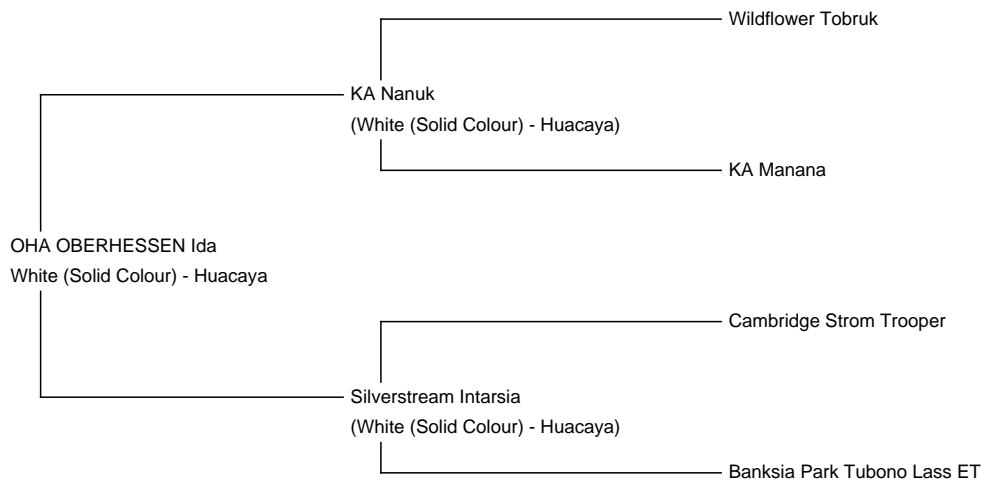 Wildflower Tobruk
KA Nanuk
(White (Solid Colour) - Huacaya)
KA Manana
OHA OBERHESSEN Ida
White (Solid Colour) - Huacaya
Cambridge Strom Trooper
Silverstream Intarsia
(White (Solid Colour) - Huacaya)
Banksia Park Tubono Lass ET